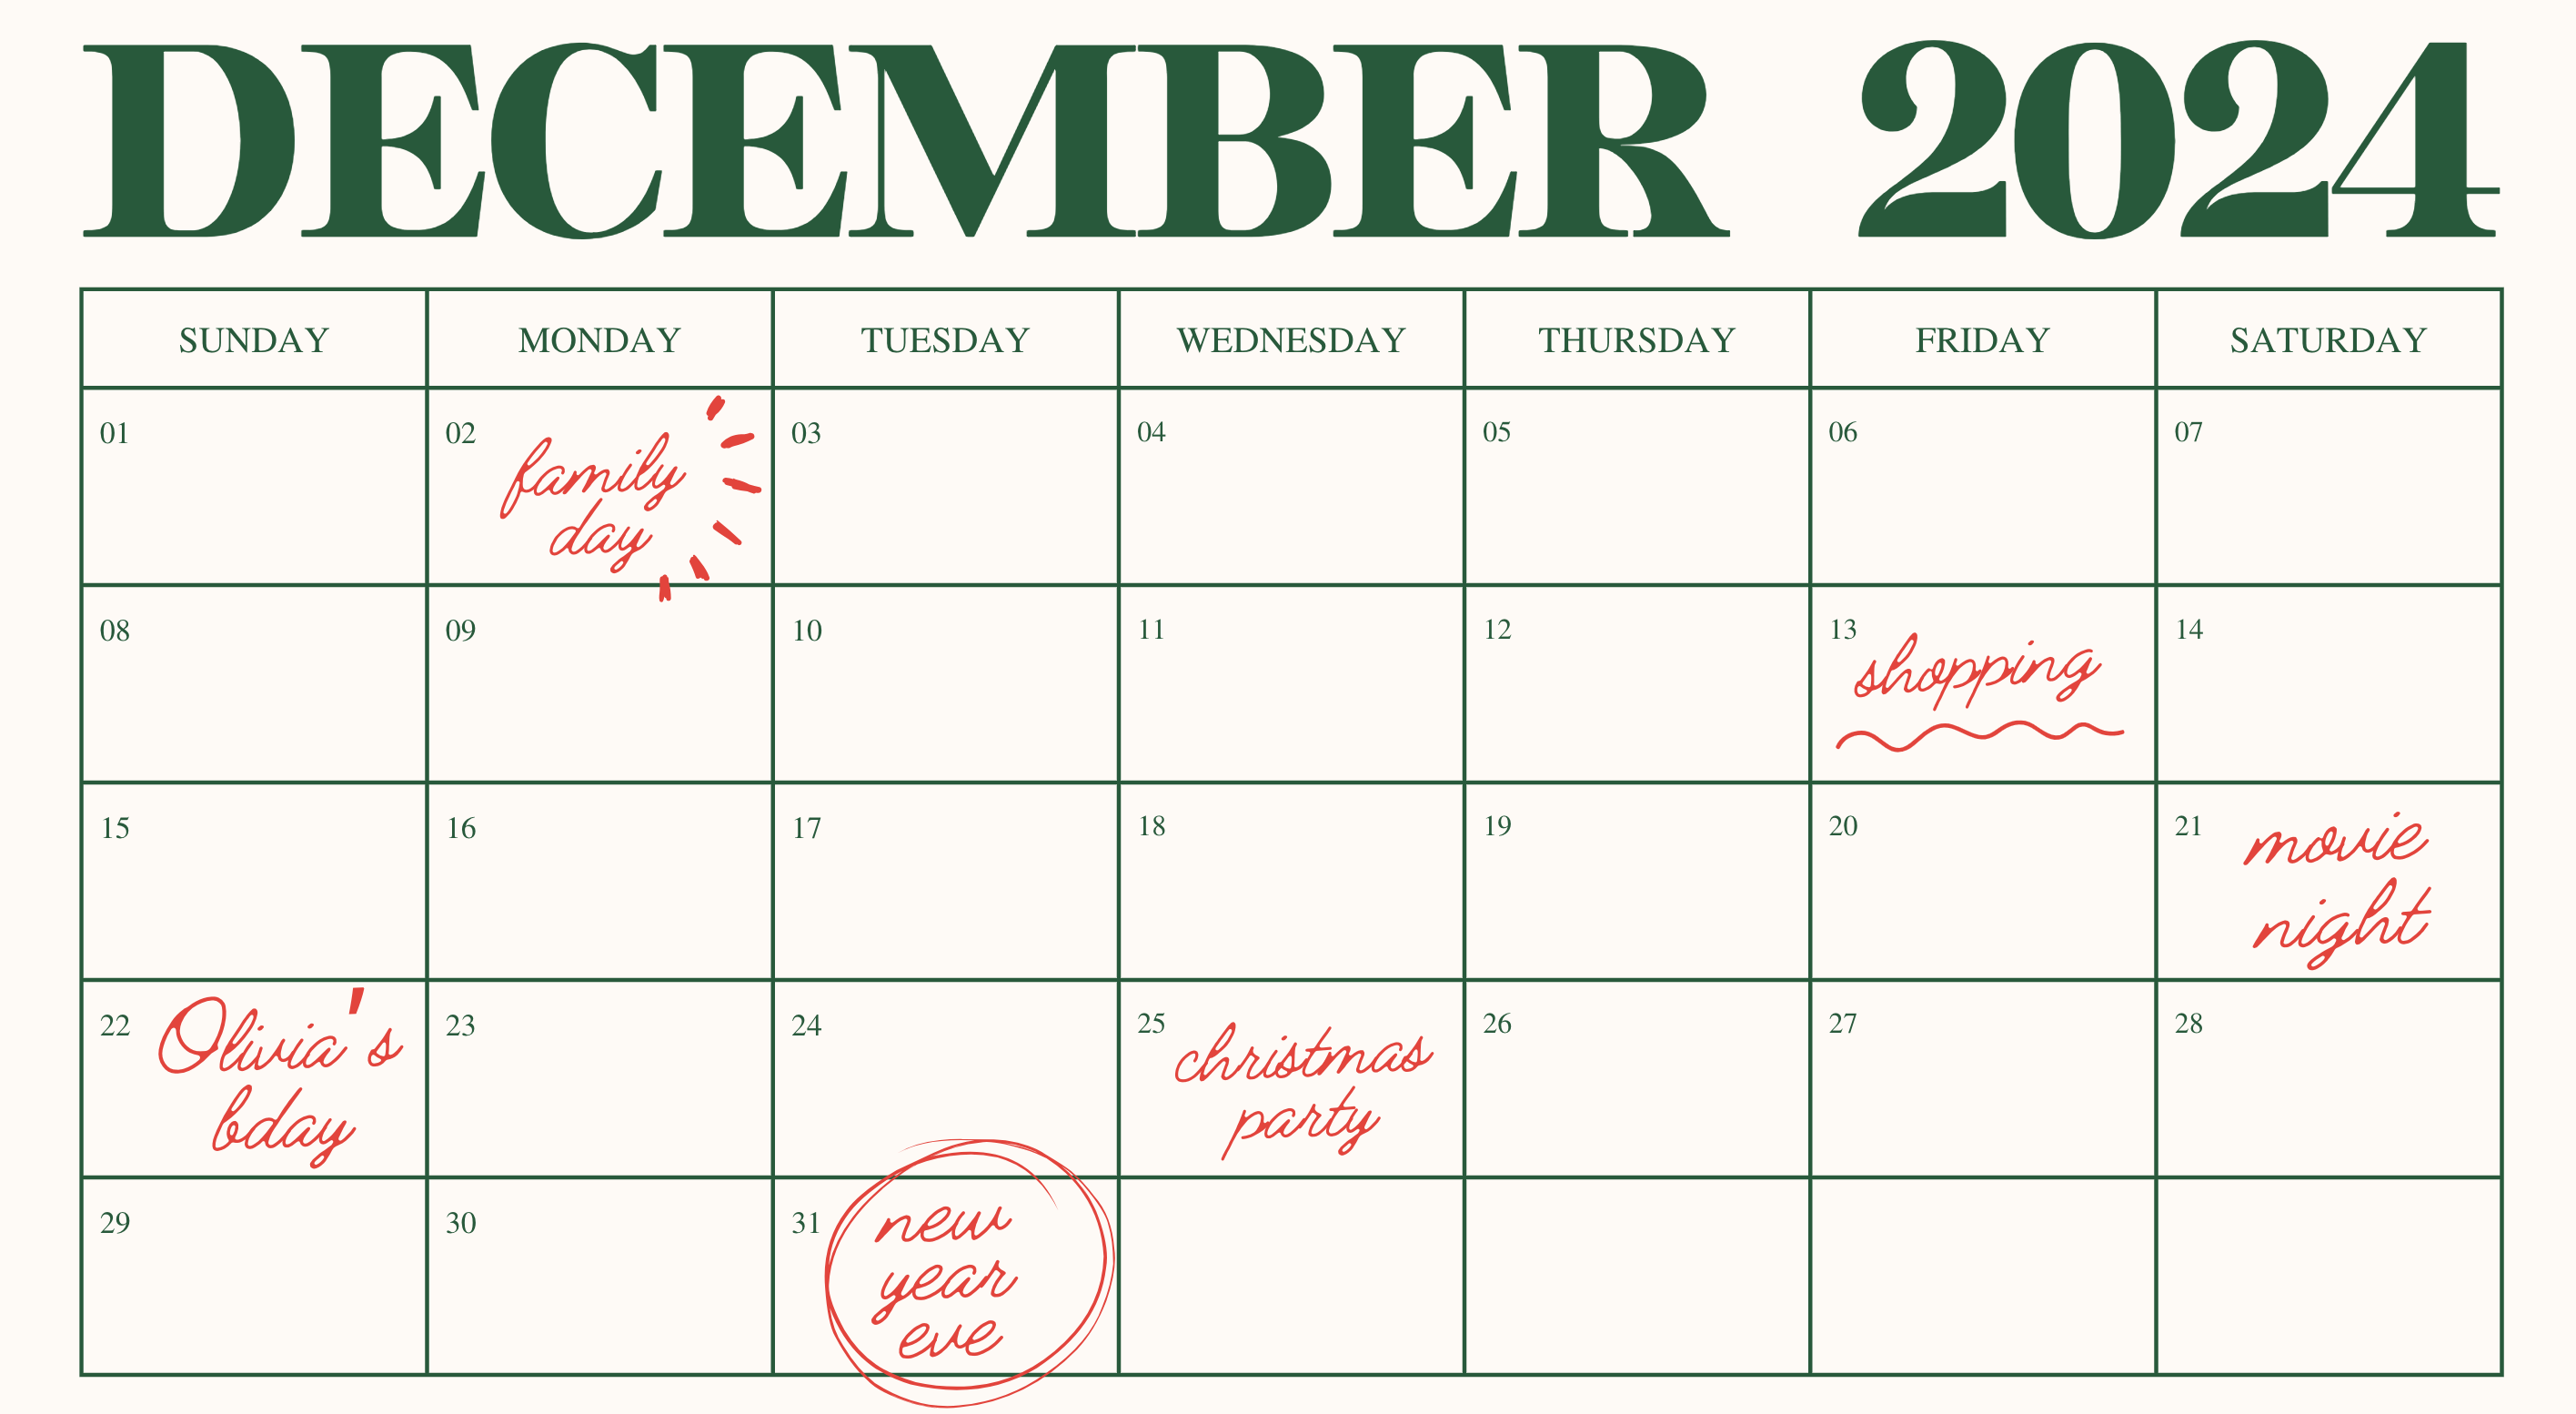 DECEMBER 2024
SUNDAY MONDAY TUESDAY WEDNESDAY THURSDAY FRIDAY SATURDAY
01 02 03 04 05 06 07
family
day
08 09 10 11 12 13 14
shopping
15 16 17 18 19 20 21
movie
night
22 23 24 25 26 27 28
Olivia's
bday
christmas
party
29 30 31
new
year
eve